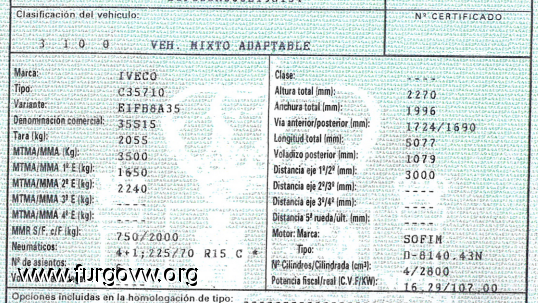 Clasificación del vehículo:
Nº CERTIFICADO
3 1 0 0 VEH. MIXTO ADAPTABLE
Marca: IVECO
Tipo: C35710
Variante: E1FB8A35
Denominación comercial: 35S15
Tara (kg): 2055
MTMA/MMA (Kg): 3500
MTMA/MMA 1º E (kg): 1650
MTMA/MMA 2º E (kg): 2240
MTMA/MMA 3º E (kg): ----
MTMA/MMA 4º E (kg): ----
MMR S/F. c/F (kg): 750/2000
Neumáticos: 4+1;225/70 R15 C *
Nº de asientos:
Clase: ----
Altura total (mm): 2270
Anchura total (mm): 1996
Vía anterior/posterior (mm): 1724/1690
Longitud total (mm): 5077
Voladizo posterior (mm): 1079
Distancia eje 1º/2º (mm): 3000
Distancia eje 2º/3º (mm): ----
Distancia eje 3º/4º (mm): ----
Distancia 5ª rueda/últ. (mm): ----
Motor: Marca: SOFIM
Tipo: D-8140.43N
Nº Cilindros/Cilindrada (cm³): 4/2800
Potencia fiscal/real (C.V.F/KW): 16,29/107,00
www.furgovw.org
Opciones incluidas en la homologación de tipo: